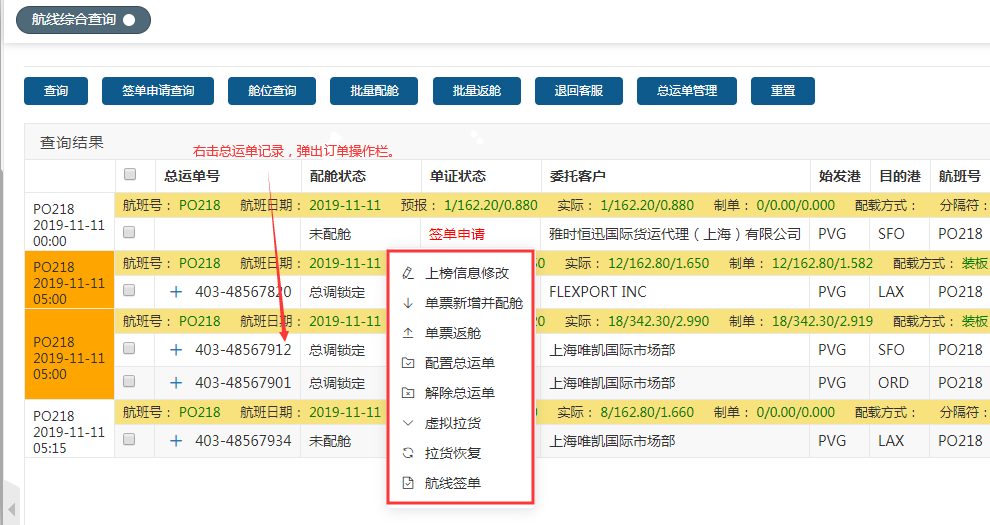 航线综合查询
查询 签单申请查询 舱位查询 批量配舱 批量返舱 退回客服 总运单管理 重置
查询结果
右击总运单记录，弹出订单操作栏。
总运单号 配舱状态 单证状态 委托客户 始发港 目的港 航班号
PO218
2019-11-11
00:00
航班号： PO218 航班日期： 2019-11-11 预报： 1/162.20/0.880 实际： 1/162.20/0.880 制单： 0/0.00/0.000 配载方式： 分隔符：
未配舱 签单申请 雅时恒迅国际货运代理（上海）有限公司 PVG SFO PO218
PO218
2019-11-11
05:00
航班号： PO218 航班日期： 2019-11-11 50 实际： 12/162.80/1.650 制单： 12/162.80/1.582 配载方式： 装板
403-48567820 总调锁定 FLEXPORT INC PVG LAX PO218
PO218
2019-11-11
05:00
航班号： PO218 航班日期： 2019-11-11 20 实际： 18/342.30/2.990 制单： 18/342.30/2.919 配载方式： 装板
403-48567912 总调锁定 上海唯凯国际市场部 PVG SFO PO218
403-48567901 总调锁定 上海唯凯国际市场部 PVG ORD PO218
PO218
2019-11-11
05:15
航班号： PO218 航班日期： 2019-11-11 实际： 8/162.80/1.660 制单： 0/0.00/0.000 配载方式： 分隔符：
403-48567934 未配舱 上海唯凯国际市场部 PVG LAX PO218
上榜信息修改
单票新增并配舱
单票返舱
配置总运单
解除总运单
虚拟拉货
拉货恢复
航线签单